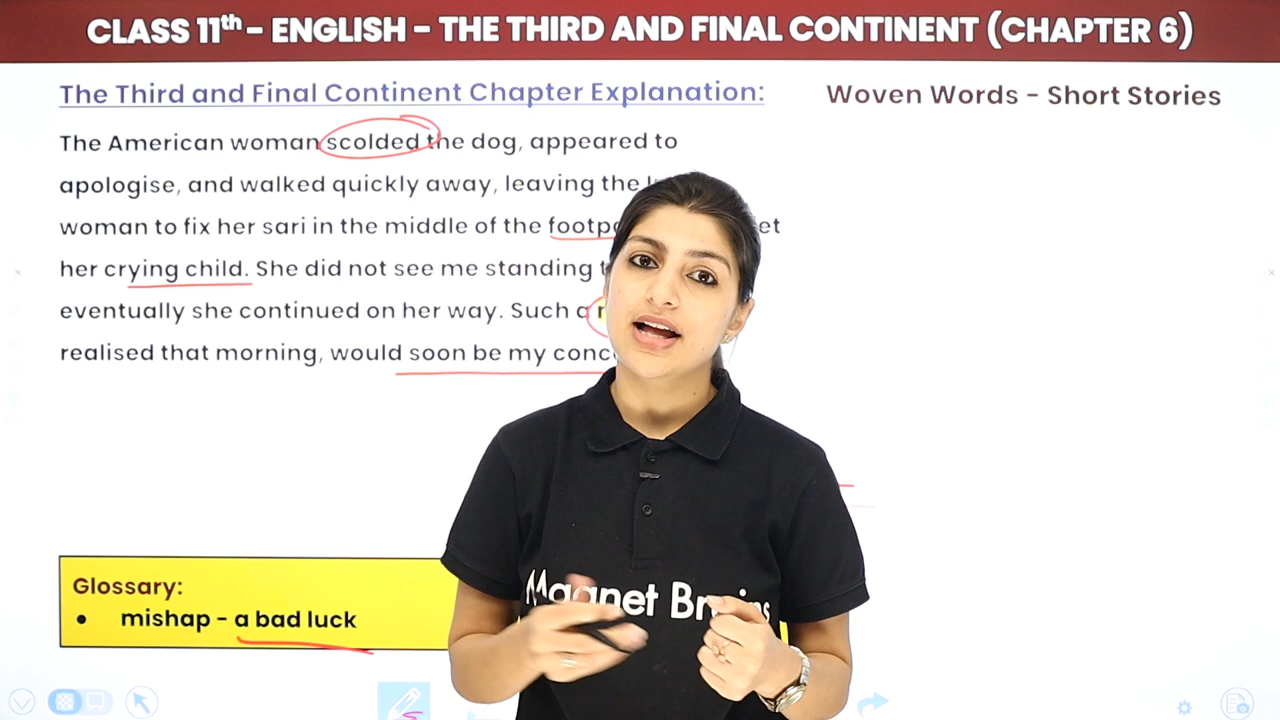 CLASS 11th - ENGLISH - THE THIRD AND FINAL CONTINENT (CHAPTER 6)
The Third and Final Continent Chapter Explanation:
Woven Words - Short Stories
The American woman scolded the dog, appeared to
apologise, and walked quickly away, leaving the
woman to fix her sari in the middle of the
her crying child. She did not see me standing
eventually she continued on her way. Such a
realised that morning, would soon be my
Glossary:
• mishap - a bad luck
Magnet Brains